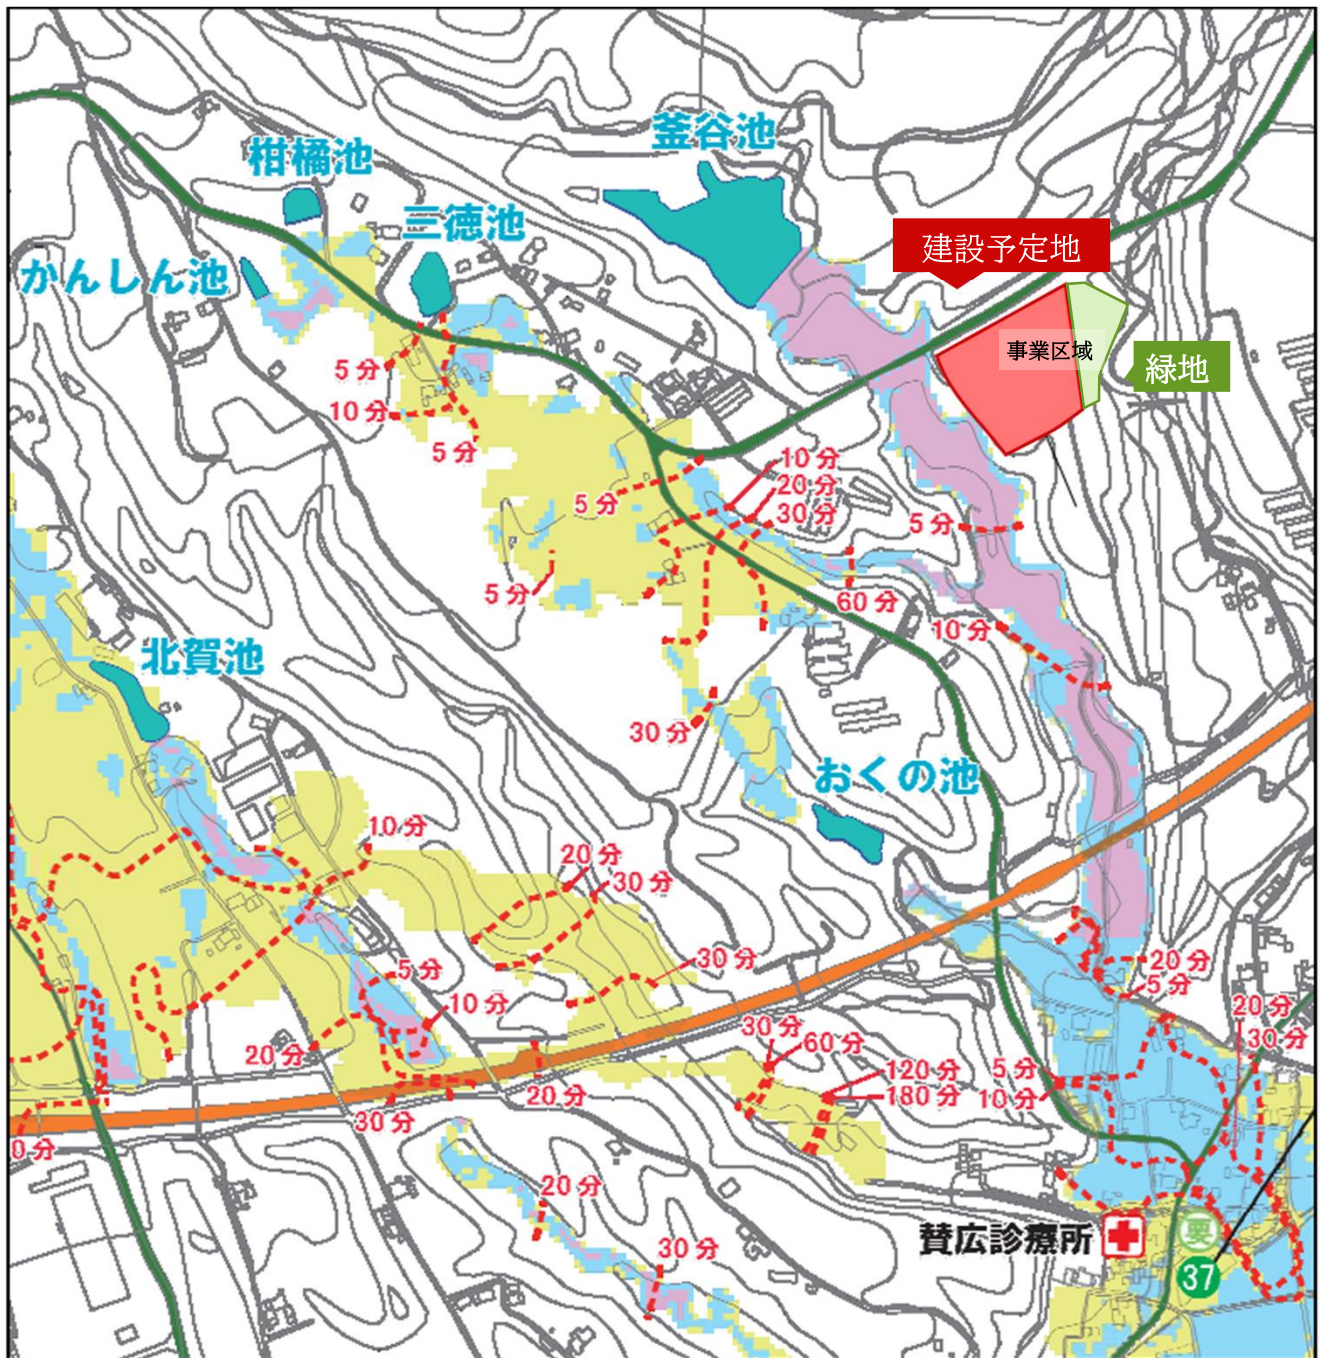 釜谷池
柑橘池
三徳池
建設予定地
かんしん池
事業区域
5分
緑地
10分
5分
10分
20分
5分
30分
5分
5分
60分
10分
北賀池
30分
おくの池
10分
20分
30分
30分
20分
5分
5分
10分
20分
30分
30分
60分
20分
5分
120分
20分
180分
10分
30分
0分
20分
賛広診療所
要
30分
37